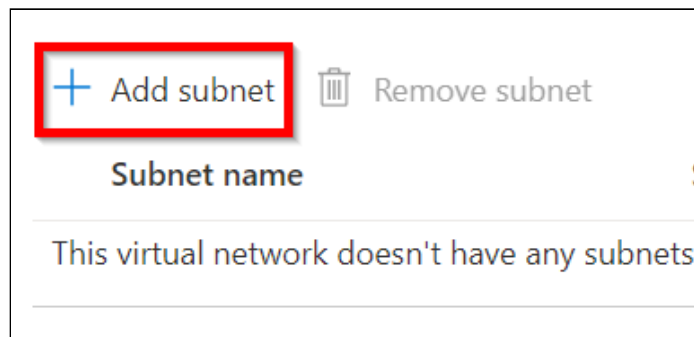 + Add subnet Remove subnet
Subnet name
This virtual network doesn't have any subnets